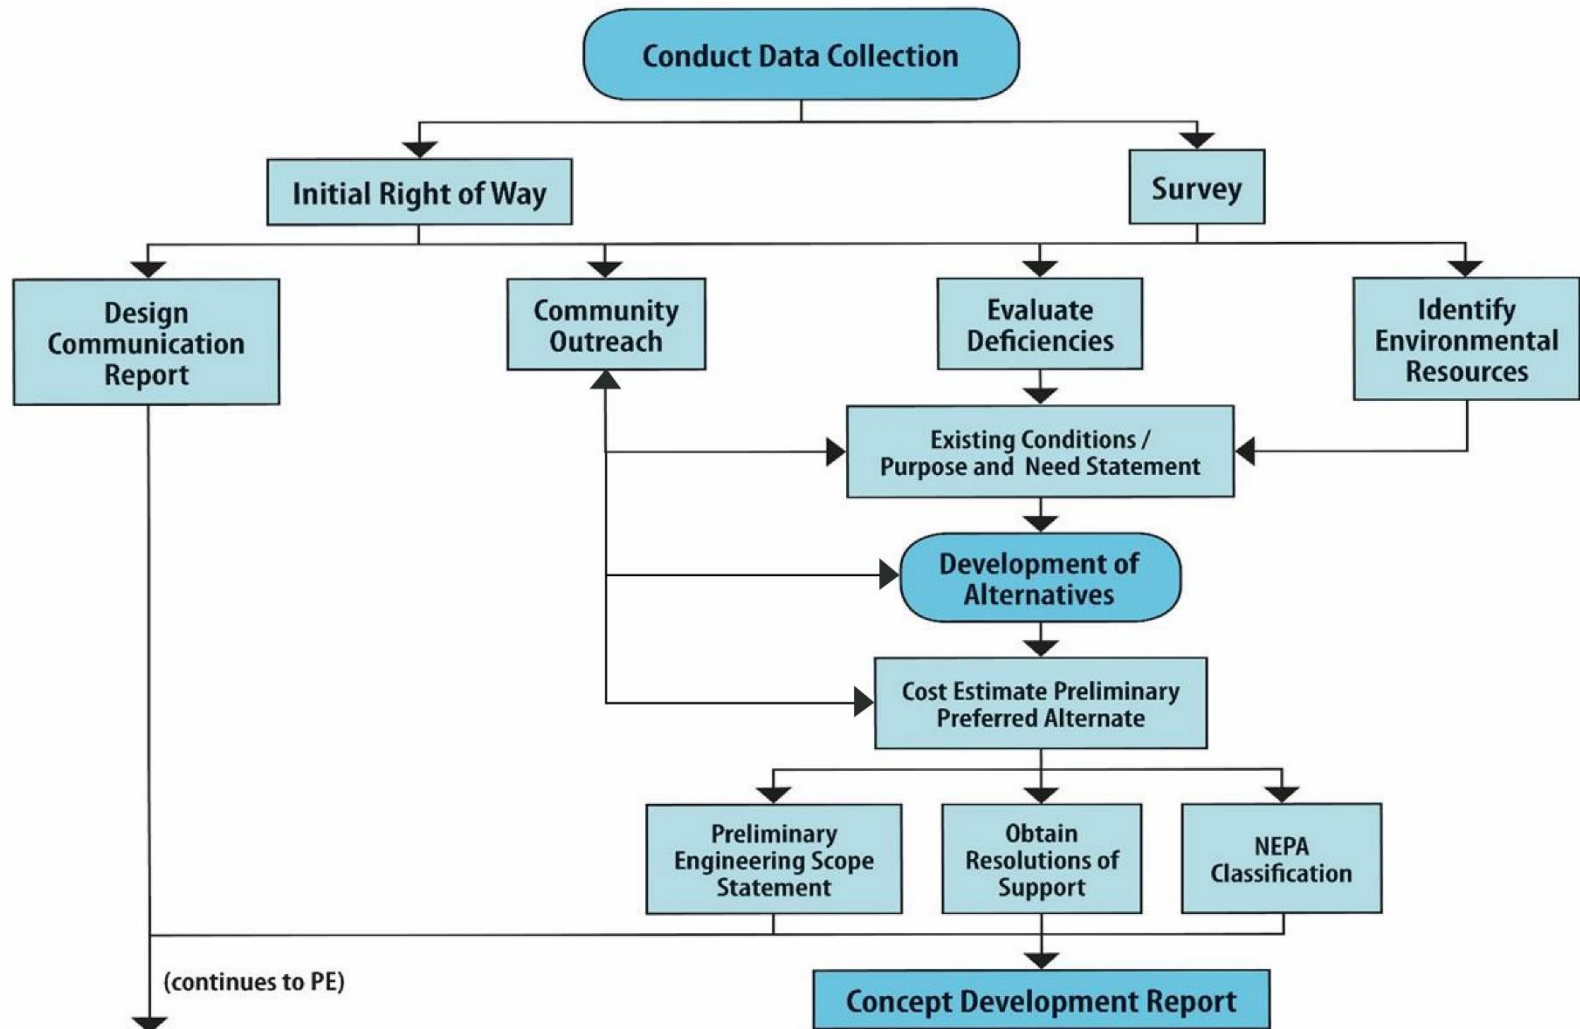 Conduct Data Collection
Initial Right of Way
Survey
Design
Communication
Report
Community
Outreach
Evaluate
Deficiencies
Identify
Environmental
Resources
Existing Conditions /
Purpose and Need Statement
Development of
Alternatives
Cost Estimate Preliminary
Preferred Alternate
Preliminary
Engineering Scope
Statement
Obtain
Resolutions of
Support
NEPA
Classification
(continues to PE)
Concept Development Report